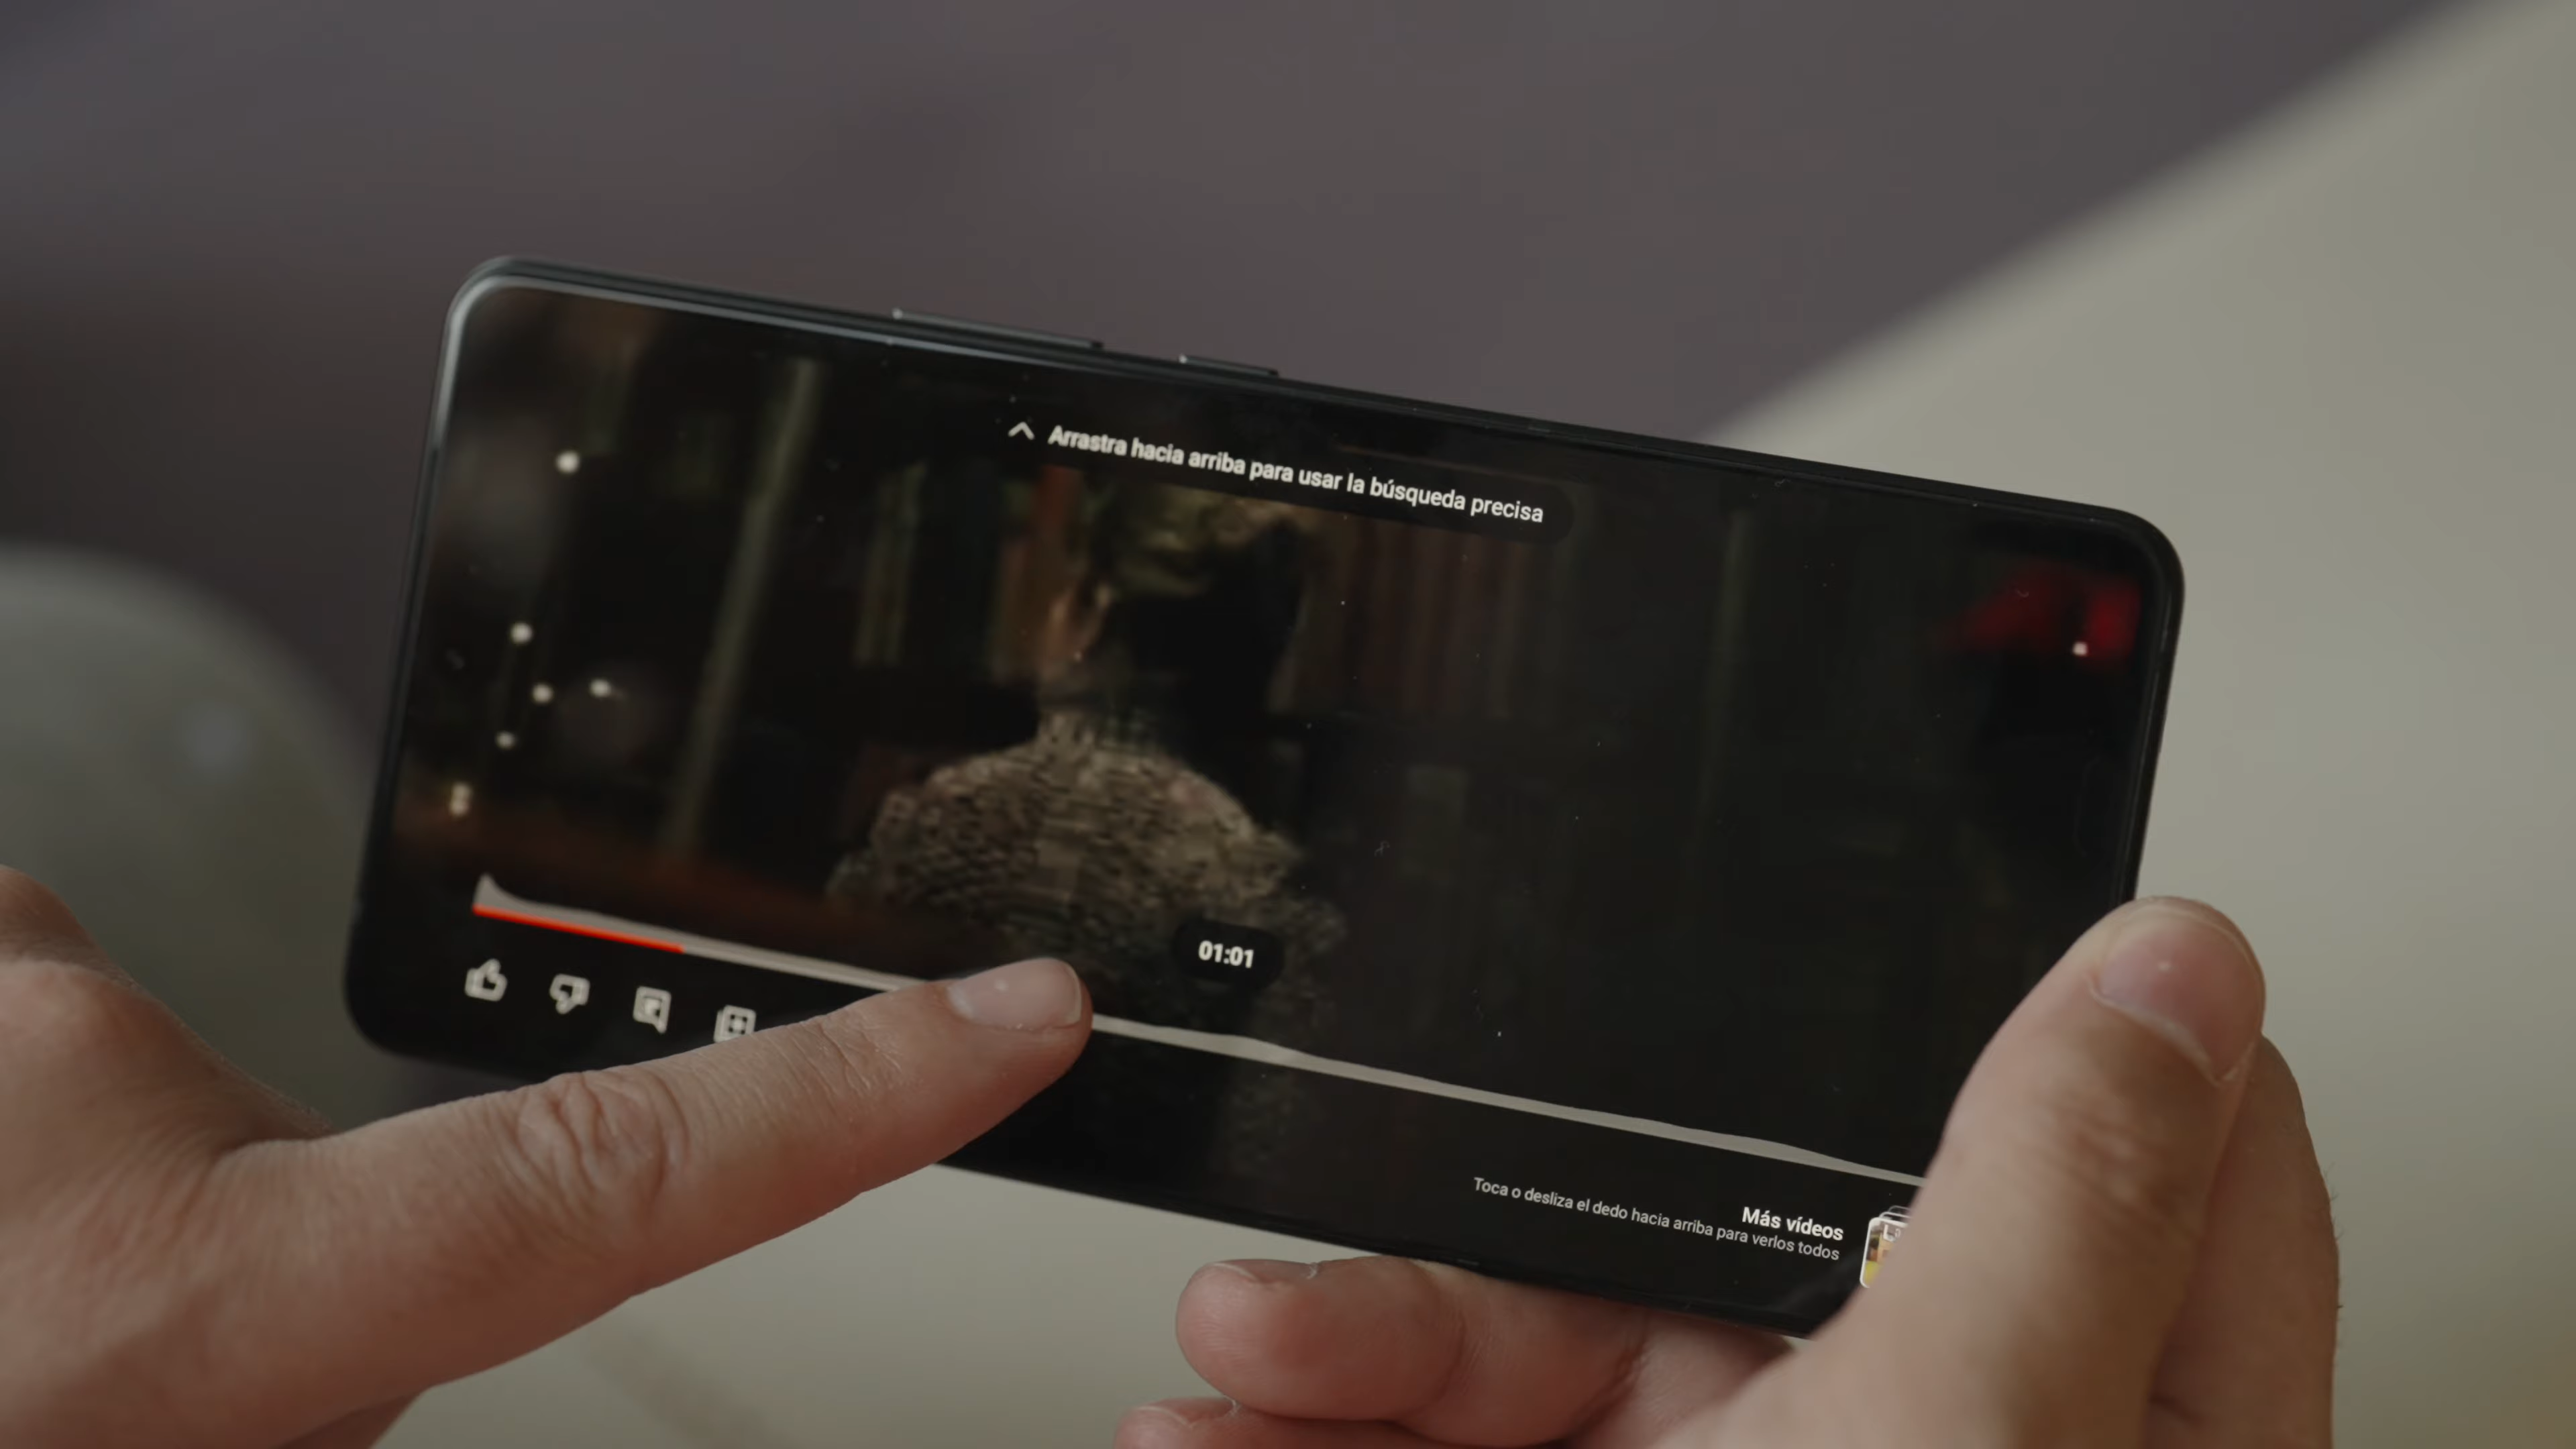 Arrastra hacia arriba para usar la búsqueda precisa
01:01
Más vídeos
Toca o desliza el dedo hacia arriba para verlos todos